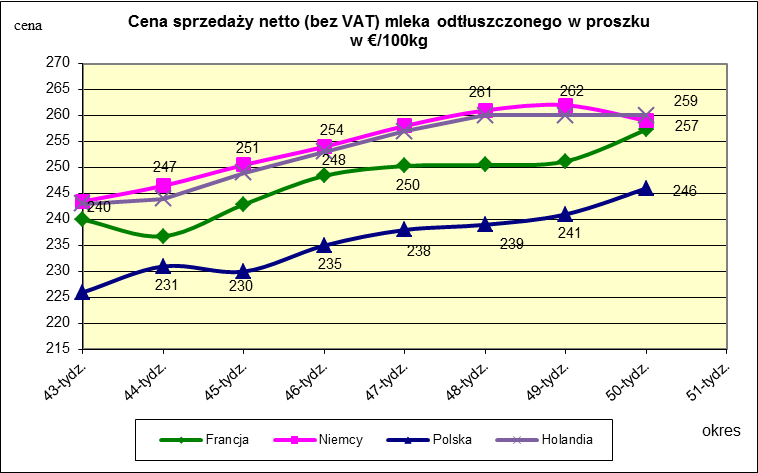 Cena sprzedaży netto (bez VAT) mleka odtłuszczonego w proszku
w €/100kg
cena
270
265
260
255
250
245
240
235
230
225
220
215
240
247
251
254
248
250
261
262
259
257
231
230
235
238
239
241
246
43-tydz.
44-tydz.
45-tydz.
46-tydz.
47-tydz.
48-tydz.
49-tydz.
50-tydz.
51-tydz.
okres
Francja Niemcy Polska Holandia